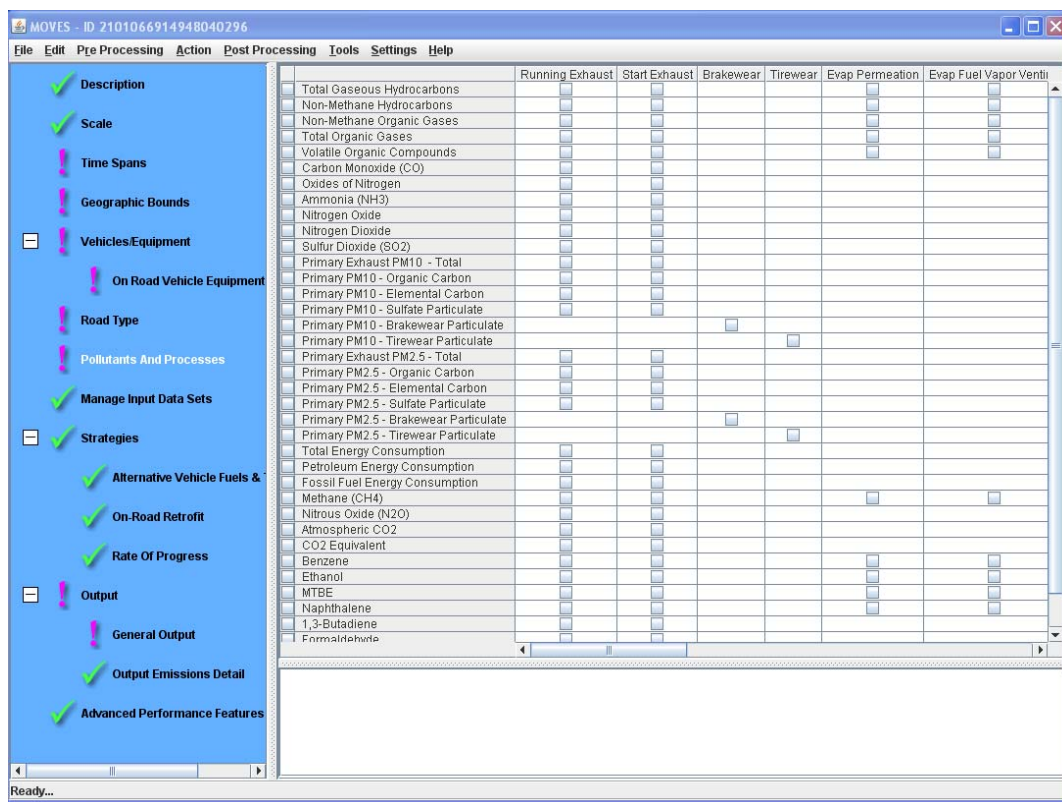 MOVES - ID 2101066914948040296
File Edit Pre Processing Action Post Processing Tools Settings Help
Description
Scale
Time Spans
Geographic Bounds
Vehicles/Equipment
On Road Vehicle Equipment
Road Type
Pollutants And Processes
Manage Input Data Sets
Strategies
Alternative Vehicle Fuels &
On-Road Retrofit
Rate Of Progress
Output
General Output
Output Emissions Detail
Advanced Performance Features
Running Exhaust Start Exhaust Brakewear Tirewear Evap Permeation Evap Fuel Vapor Ventin
Total Gaseous Hydrocarbons
Non-Methane Hydrocarbons
Non-Methane Organic Gases
Total Organic Gases
Volatile Organic Compounds
Carbon Monoxide (CO)
Oxides of Nitrogen
Ammonia (NH3)
Nitrogen Oxide
Nitrogen Dioxide
Sulfur Dioxide (SO2)
Primary Exhaust PM10 - Total
Primary PM10 - Organic Carbon
Primary PM10 - Elemental Carbon
Primary PM10 - Sulfate Particulate
Primary PM10 - Brakewear Particulate
Primary PM10 - Tirewear Particulate
Primary Exhaust PM2.5 - Total
Primary PM2.5 - Organic Carbon
Primary PM2.5 - Elemental Carbon
Primary PM2.5 - Sulfate Particulate
Primary PM2.5 - Brakewear Particulate
Primary PM2.5 - Tirewear Particulate
Total Energy Consumption
Petroleum Energy Consumption
Fossil Fuel Energy Consumption
Methane (CH4)
Nitrous Oxide (N2O)
Atmospheric CO2
CO2 Equivalent
Benzene
Ethanol
MTBE
Naphthalene
1,3-Butadiene
Formaldehyde
Ready...